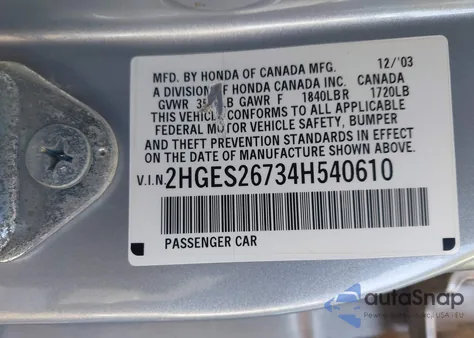 MFD. BY HONDA OF CANADA MFG. 12/'03
A DIVISION OF HONDA CANADA INC. CANADA
GVWR LB GAWR F 1840LB R 1720LB
THIS VEHICLE CONFORMS TO ALL APPLICABLE
FEDERAL MOTOR VEHICLE SAFETY, BUMPER
AND THEFT PREVENTION STANDARDS IN EFFECT
ON THE DATE OF MANUFACTURE SHOWN ABOVE.
V.I.N. 2HGES26734H540610
PASSENGER CAR
autoSnap